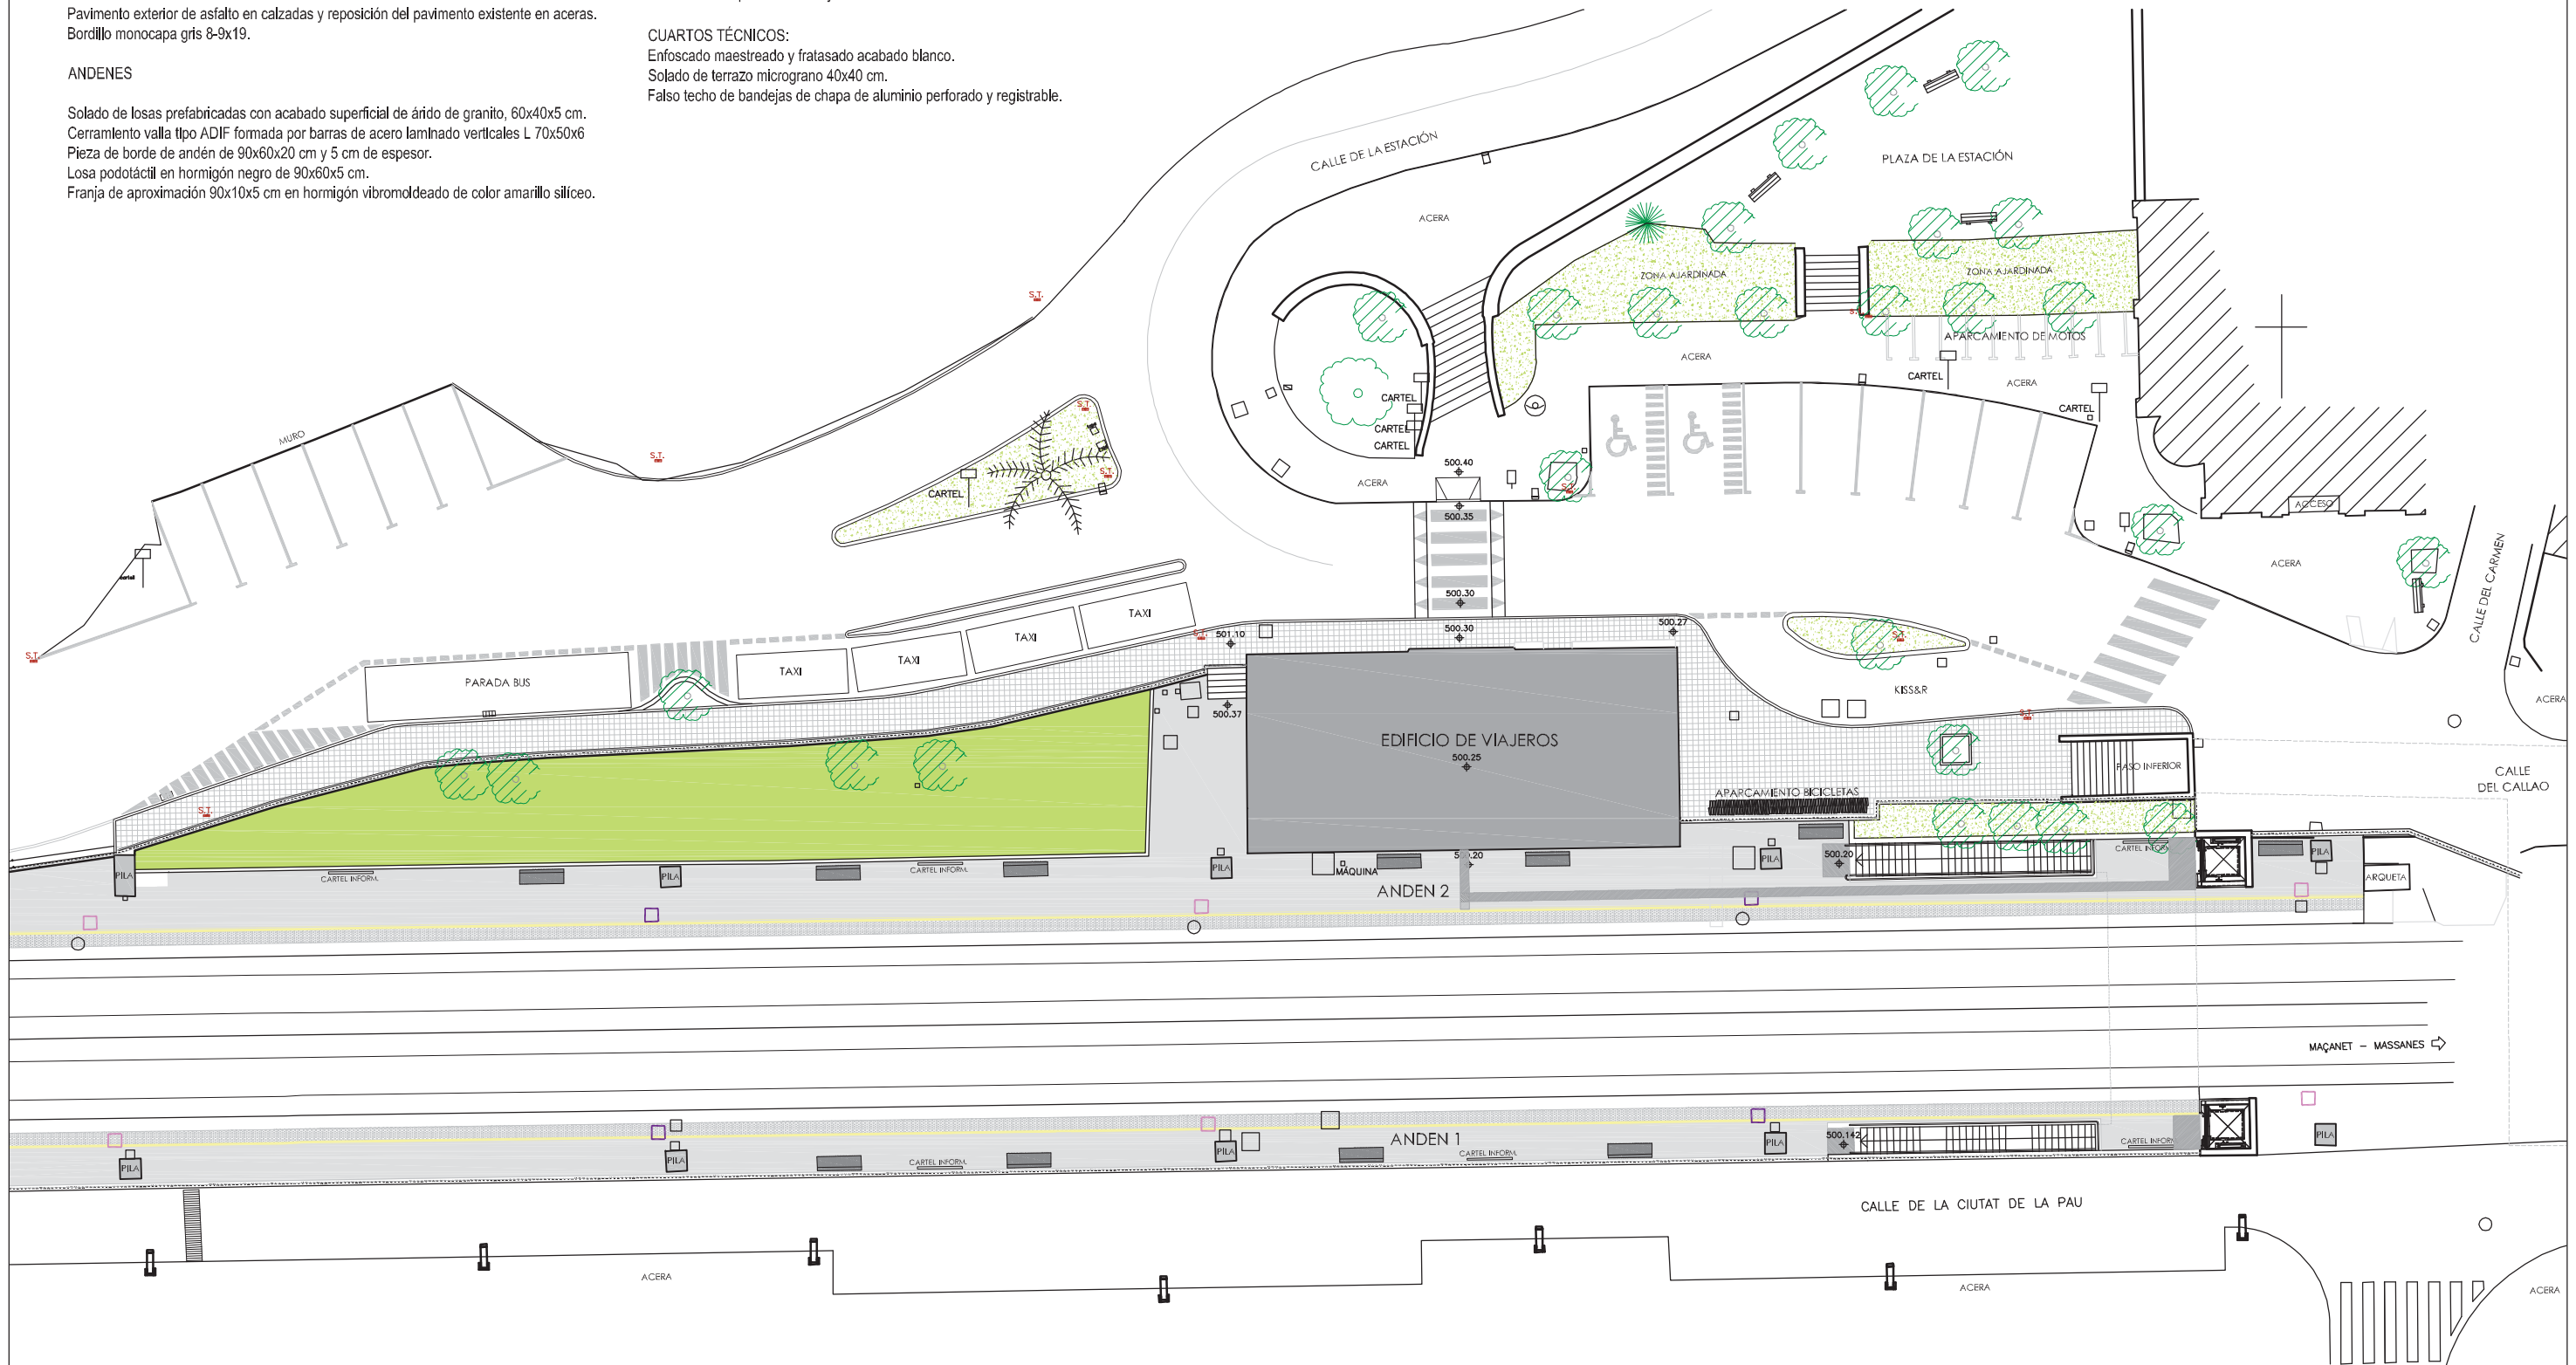 Pavimento exterior de asfalto en calzadas y reposición del pavimento existente en aceras.
Bordillo monocapa gris 8-9x19.
ANDENES
Solado de losas prefabricadas con acabado superficial de árido de granito, 60x40x5 cm.
Cerramiento valla tipo ADIF formada por barras de acero laminado verticales L 70x50x6
Pieza de borde de andén de 90x60x20 cm y 5 cm de espesor.
Losa podotáctil en hormigón negro de 90x60x5 cm.
Franja de aproximación 90x10x5 cm en hormigón vibromoldeado de color amarillo silíceo.
CUARTOS TÉCNICOS:
Enfoscado maestreado y fratasado acabado blanco.
Solado de terrazo micrograno 40x40 cm.
Falso techo de bandejas de chapa de aluminio perforado y registrable.
CALLE DE LA ESTACIÓN
PLAZA DE LA ESTACIÓN
ACERA
ZONA AJARDINADA
ZONA AJARDINADA
S.T.
S.T.
APARCAMIENTO DE MOTOS
ACERA
CARTEL
ACERA
CARTEL
CARTEL
CARTEL
CARTEL
S.T.
MURO
S.T.
S.T.
CARTEL
500.40
ACERA
S.T.
500.35
ACCESO
ACERA
CALLE DEL CARMEN
cartel
500.30
S.T.
TAXI
TAXI
TAXI
TAXI
S.T.
501.10
500.30
500.27
S.T.
PARADA BUS
KISS&R
ACERA
500.37
S.T.
EDIFICIO DE VIAJEROS
500.25
PASO INFERIOR
CALLE
DEL CALLAO
APARCAMIENTO BICICLETAS
S.T.
PILA
CARTEL INFORM.
PILA
CARTEL INFORM.
PILA
MÁQUINA
500.20
PILA
500.20
CARTEL INFORM.
PILA
ARQUETA
ANDEN 2
MAÇANET - MASSANES
ANDEN 1
PILA
PILA
CARTEL INFORM.
PILA
CARTEL INFORM.
PILA
500.142
CARTEL INFORM.
PILA
CALLE DE LA CIUTAT DE LA PAU
ACERA
ACERA
ACERA